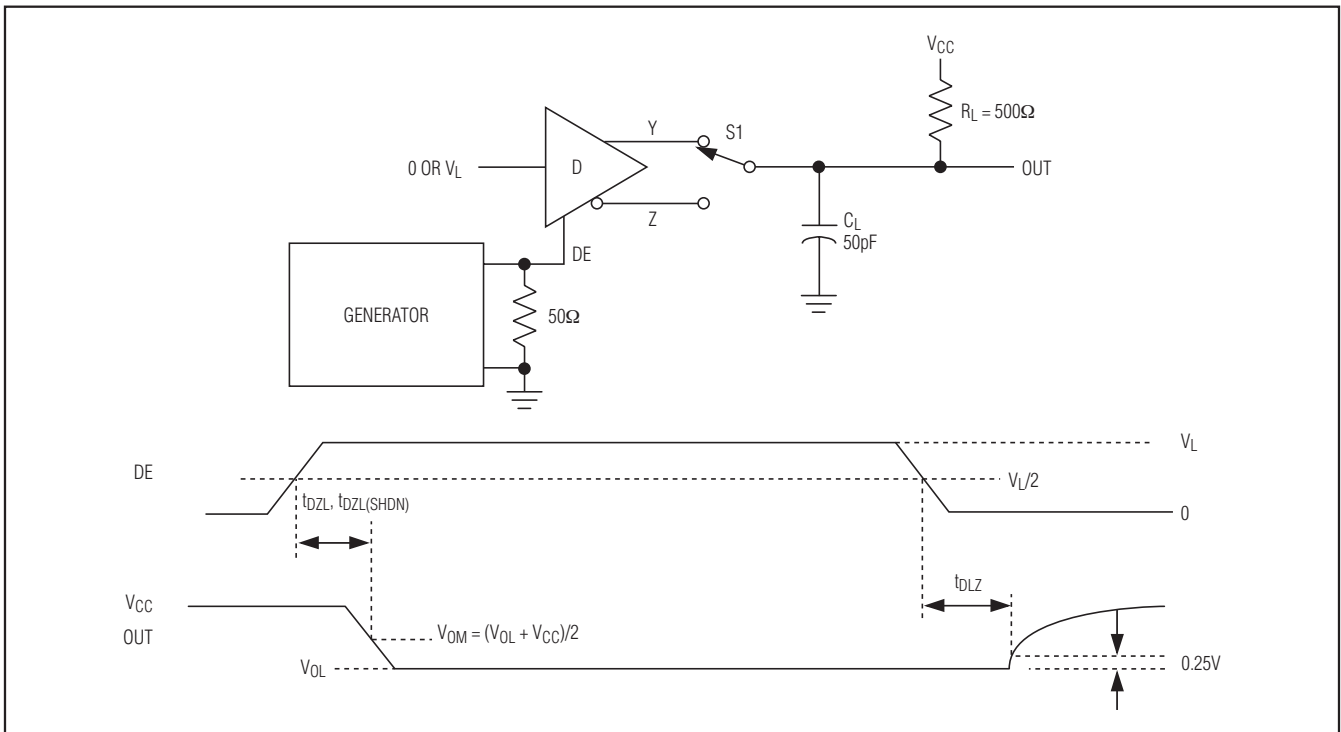 VCC
RL = 500Ω
Y
S1
0 OR VL
D
OUT
Z
CL
50pF
DE
GENERATOR
50Ω
VL
DE
VL/2
tDZL, tDZL(SHDN)
0
tDLZ
VCC
OUT
VOM = (VOL + VCC)/2
VOL
0.25V